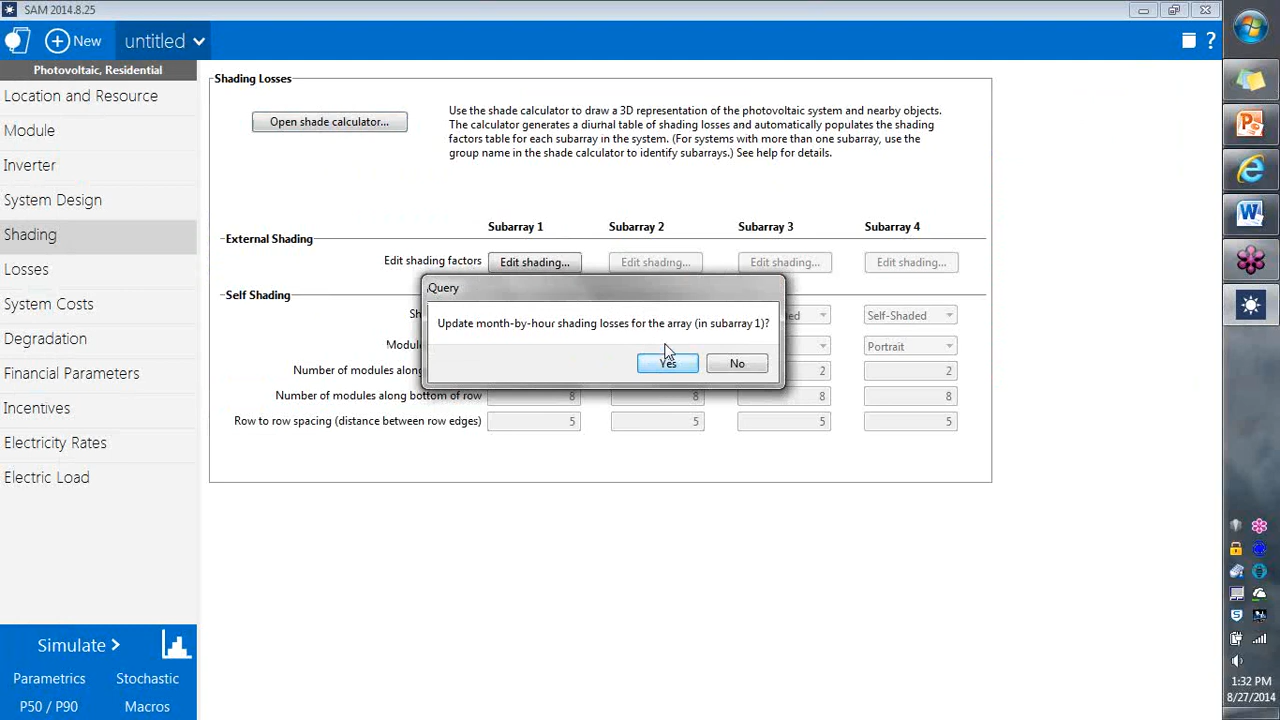 SAM 2014.8.25
New
untitled
Photovoltaic, Residential
Location and Resource
Module
Inverter
System Design
Shading
Losses
System Costs
Degradation
Financial Parameters
Incentives
Electricity Rates
Electric Load
Simulate >
Parametrics Stochastic
P50 / P90 Macros
?
Shading Losses
Open shade calculator...
Use the shade calculator to draw a 3D representation of the photovoltaic system and nearby objects.
The calculator generates a diurnal table of shading losses and automatically populates the shading
factors table for each subarray in the system. (For systems with more than one subarray, use the
group name in the shade calculator to identify subarrays.) See help for details.
Subarray 1 Subarray 2 Subarray 3 Subarray 4
External Shading
Edit shading factors Edit shading... Edit shading... Edit shading... Edit shading...
Self Shading
Self-Shaded
Portrait
Number of modules along 2 2
Number of modules along bottom of row 8 8 8 8
Row to row spacing (distance between row edges) 5 5 5 5
Query
Update month-by-hour shading losses for the array (in subarray 1)?
Yes No
1:32 PM
8/27/2014